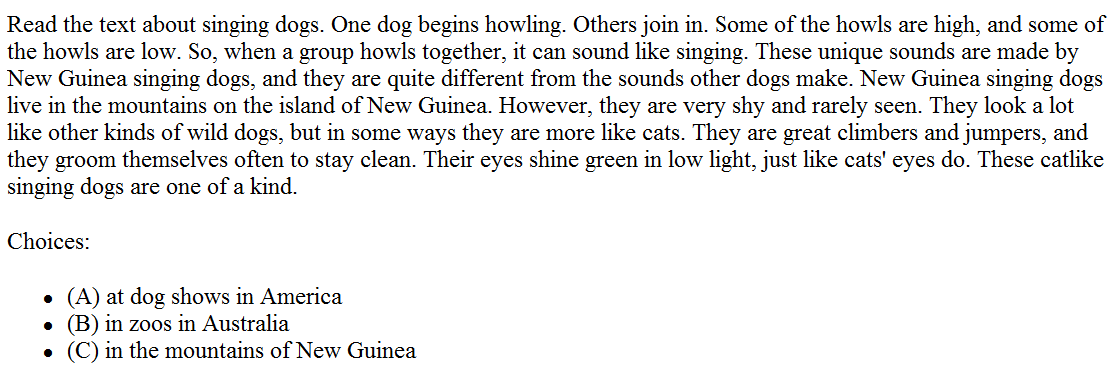 Read the text about singing dogs. One dog begins howling. Others join in. Some of the howls are high, and some of
the howls are low. So, when a group howls together, it can sound like singing. These unique sounds are made by
New Guinea singing dogs, and they are quite different from the sounds other dogs make. New Guinea singing dogs
live in the mountains on the island of New Guinea. However, they are very shy and rarely seen. They look a lot
like other kinds of wild dogs, but in some ways they are more like cats. They are great climbers and jumpers, and
they groom themselves often to stay clean. Their eyes shine green in low light, just like cats' eyes do. These catlike
singing dogs are one of a kind.
Choices:
• (A) at dog shows in America
• (B) in zoos in Australia
• (C) in the mountains of New Guinea